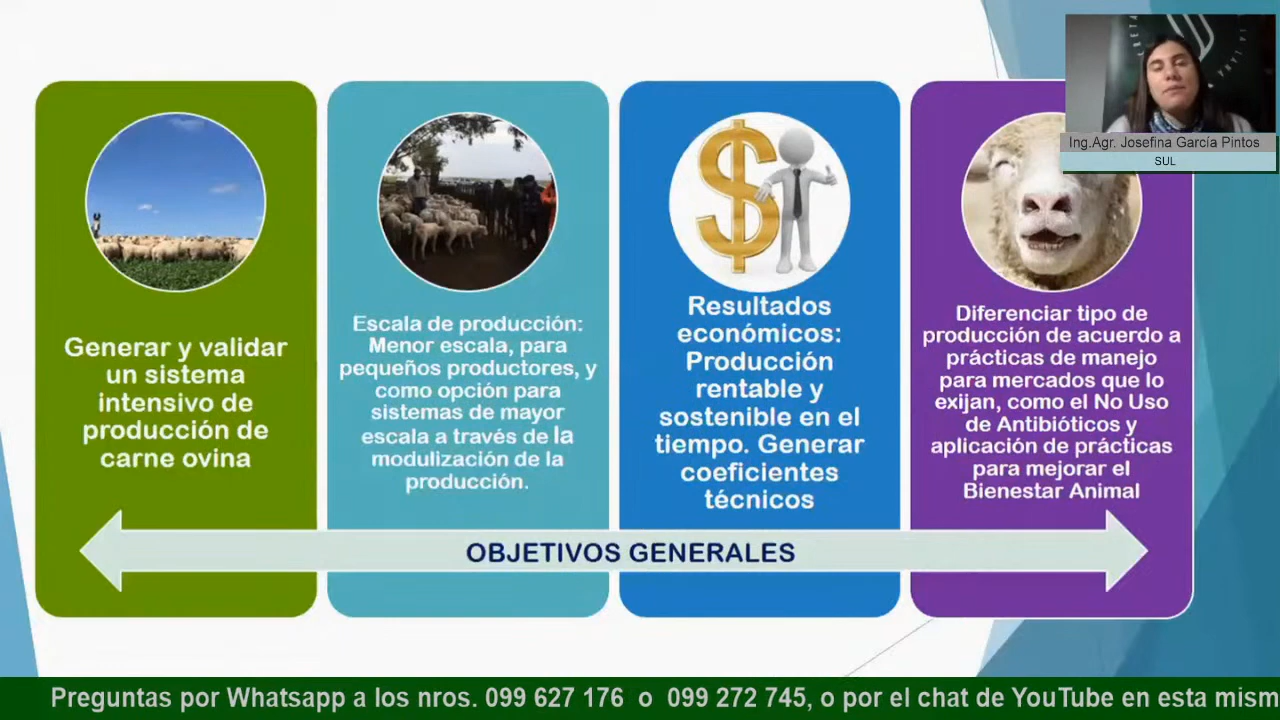 Ing.Agr. Josefina García Pintos
SUL
Generar y validar
un sistema
intensivo de
producción de
carne ovina
Escala de producción:
Menor escala, para
pequeños productores, y
como opción para
sistemas de mayor
escala a través de la
modulización de la
producción.
Resultados
económicos:
Producción
rentable y
sostenible en el
tiempo. Generar
coeficientes
técnicos
Diferenciar tipo de
producción de acuerdo a
prácticas de manejo
para mercados que lo
exijan, como el No Uso
de Antibióticos y
aplicación de prácticas
para mejorar el
Bienestar Animal
OBJETIVOS GENERALES
Preguntas por Whatsapp a los nros. 099 627 176 o 099 272 745, o por el chat de YouTube en esta mism